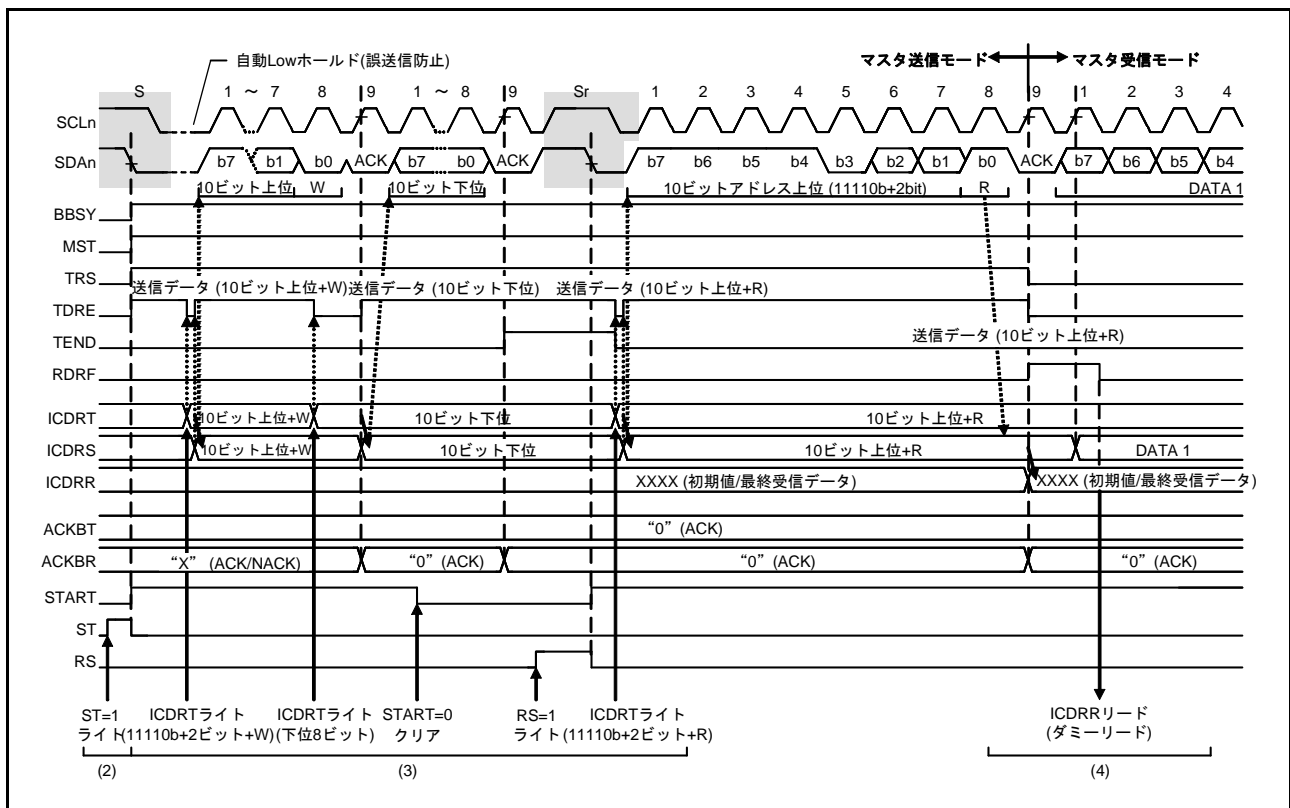 自動Lowホールド(誤送信防止)
マスタ送信モード マスタ受信モード
S 1 ～ 7 8 9 1 ～ 8 9 Sr 1 2 3 4 5 6 7 8 9 1 2 3 4
SCLn
SDAn b7 b1 b0 ACK b7 b0 ACK b7 b6 b5 b4 b3 b2 b1 b0 ACK b7 b6 b5 b4
10ビット上位 W 10ビット下位 10ビットアドレス上位 (11110b+2bit) R DATA 1
BBSY
MST
TRS
送信データ (10ビット上位+W) 送信データ (10ビット下位) 送信データ (10ビット上位+R)
TDRE
TEND 送信データ (10ビット上位+R)
RDRF
ICDRT 10ビット上位+W 10ビット下位 10ビット上位+R
ICDRS 10ビット上位+W 10ビット下位 10ビット上位+R DATA 1
ICDRR XXXX (初期値/最終受信データ) XXXX (初期値/最終受信データ)
ACKBT “0” (ACK)
ACKBR “X” (ACK/NACK) “0” (ACK) “0” (ACK) “0” (ACK)
START
ST
RS
ST=1 ICDRTライト ICDRTライト START=0 RS=1 ICDRTライト ICDRRリード
ライト (11110b+2ビット+W) (下位8ビット) クリア ライト (11110b+2ビット+R) (ダミーリード)
(2) (3) (4)